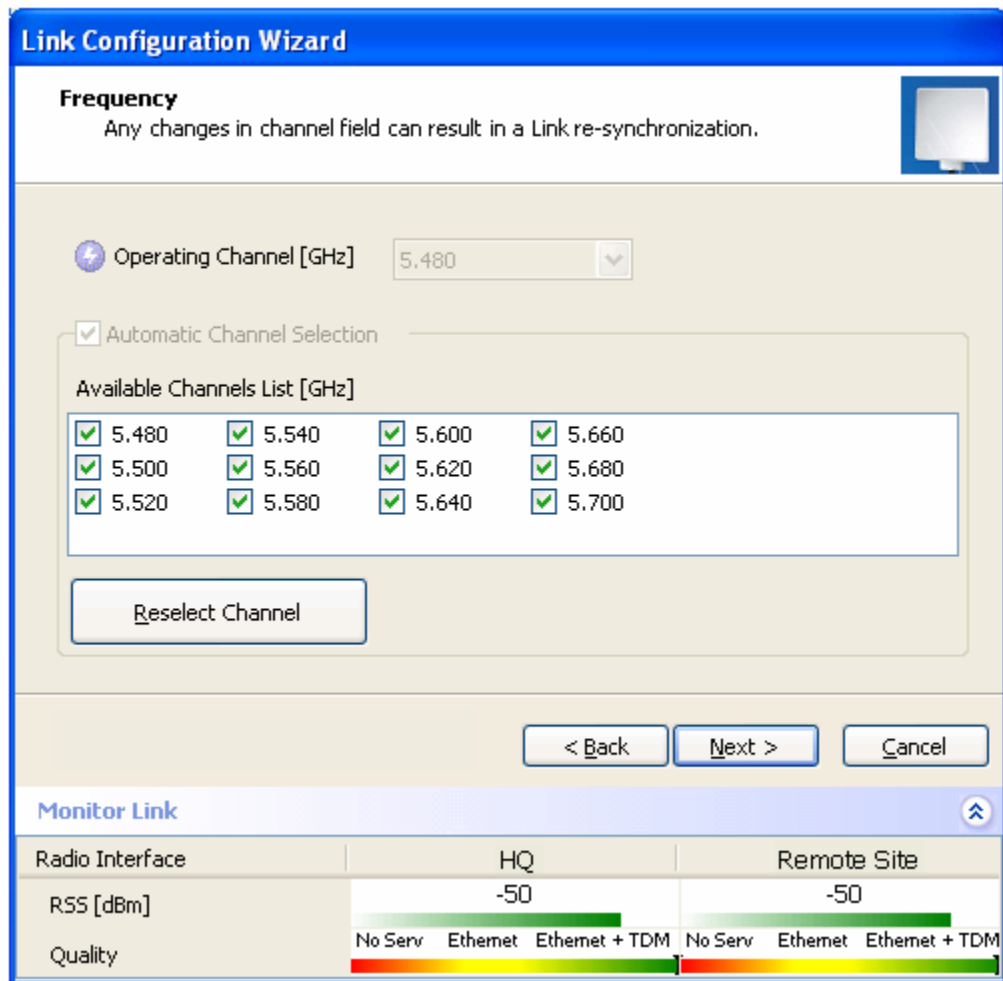 Link Configuration Wizard
Frequency
Any changes in channel field can result in a Link re-synchronization.
Operating Channel [GHz] 5.480
Automatic Channel Selection
Available Channels List [GHz]
5.480 5.540 5.600 5.660
5.500 5.560 5.620 5.680
5.520 5.580 5.640 5.700
Reselect Channel
< Back Next > Cancel
Monitor Link
Radio Interface HQ Remote Site
RSS [dBm] -50 -50
Quality No Serv Ethernet Ethernet + TDM No Serv Ethernet Ethernet + TDM